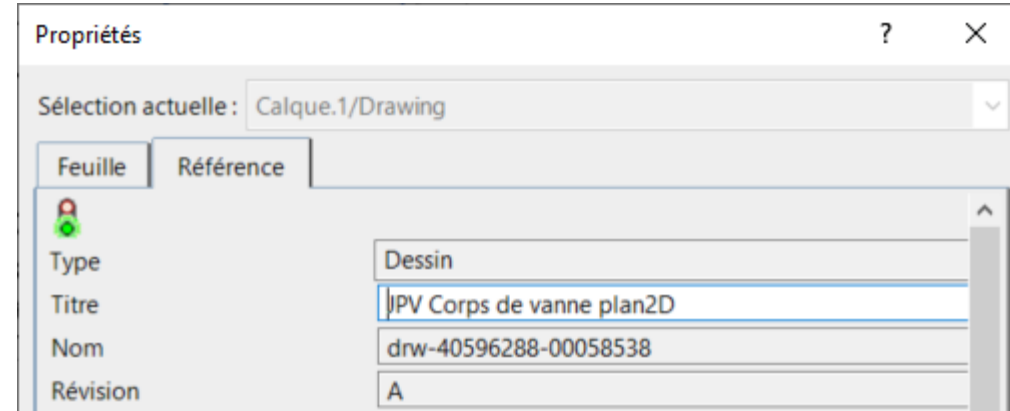 Propriétés ?
Sélection actuelle : Calque.1/Drawing
Feuille Référence
Type Dessin
Titre JPV Corps de vanne plan2D
Nom drw-40596288-00058538
Révision A